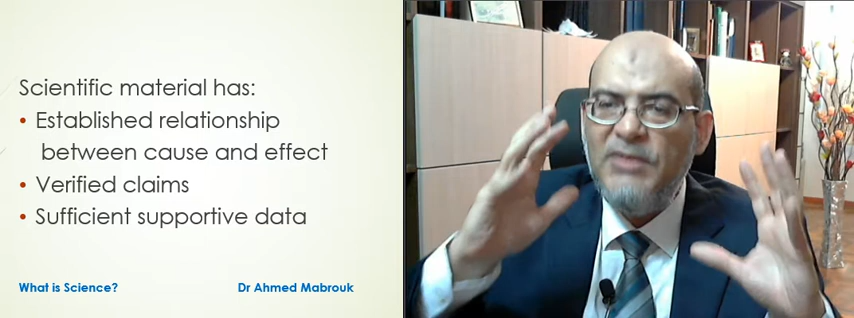 Scientific material has:
• Established relationship
between cause and effect
• Verified claims
• Sufficient supportive data
What is Science? Dr Ahmed Mabrouk